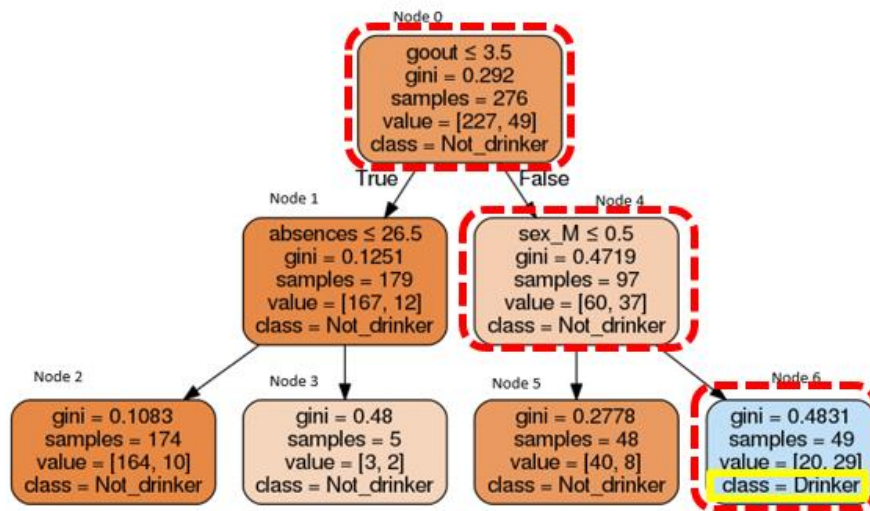 Node 0
goout ≤ 3.5
gini = 0.292
samples = 276
value = [227, 49]
class = Not_drinker
True
False
Node 1
absences ≤ 26.5
gini = 0.1251
samples = 179
value = [167, 12]
class = Not_drinker
Node 4
sex_M ≤ 0.5
gini = 0.4719
samples = 97
value = [60, 37]
class = Not_drinker
Node 2
gini = 0.1083
samples = 174
value = [164, 10]
class = Not_drinker
Node 3
gini = 0.48
samples = 5
value = [3, 2]
class = Not_drinker
Node 5
gini = 0.2778
samples = 48
value = [40, 8]
class = Not_drinker
Node 6
gini = 0.4831
samples = 49
value = [20, 29]
class = Drinker